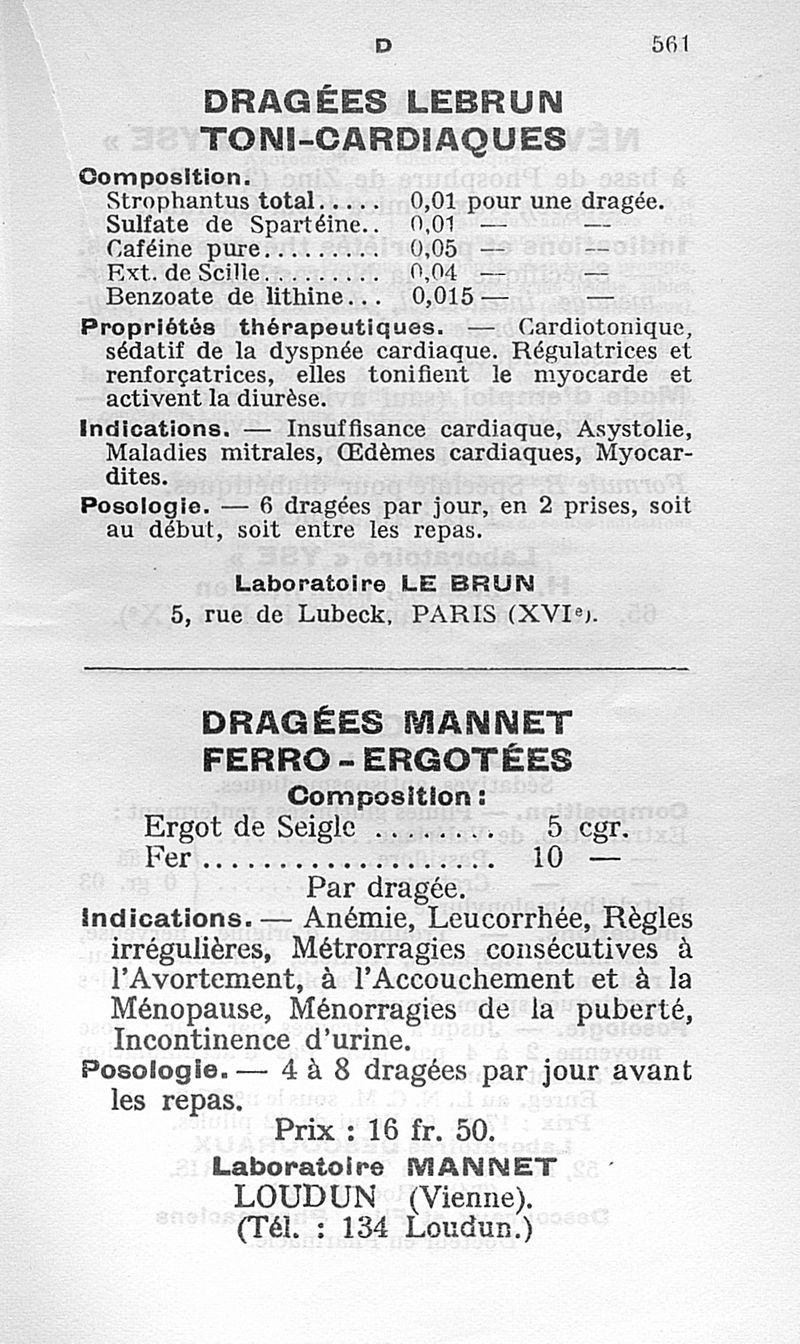 D 561
DRAGÉES LEBRUN
TONI-CARDIAQUES
Composition.
Strophantus total..... 0,01 pour une dragée.
Sulfate de Spartéine.. 0,01 — —
Caféine pure.......... 0,05 — —
Ext. de Scille.......... 0,04 — —
Benzoate de lithine... 0,015 — —
Propriétés thérapeutiques. — Cardiotonique,
sédatif de la dyspnée cardiaque. Régulatrices et
renforçatrices, elles tonifient le myocarde et
activent la diurèse.
Indications. — Insuffisance cardiaque, Asystolie,
Maladies mitrales, Œdèmes cardiaques, Myocar-
dites.
Posologie. — 6 dragées par jour, en 2 prises, soit
au début, soit entre les repas.
Laboratoire LE BRUN
5, rue de Lubeck, PARIS (XVIe).
DRAGÉES MANNET
FERRO-ERGOTÉES
Composition :
Ergot de Seigle ......... 5 cgr.
Fer...................... 10 —
Par dragée.
Indications. — Anémie, Leucorrhée, Règles
irrégulières, Métrorragies consécutives à
l'Avortement, à l'Accouchement et à la
Ménopause, Ménorragies de la puberté,
Incontinence d'urine.
Posologie. — 4 à 8 dragées par jour avant
les repas.
Prix : 16 fr. 50.
Laboratoire MANNET
LOUDUN (Vienne).
(Tél. : 134 Loudun.)